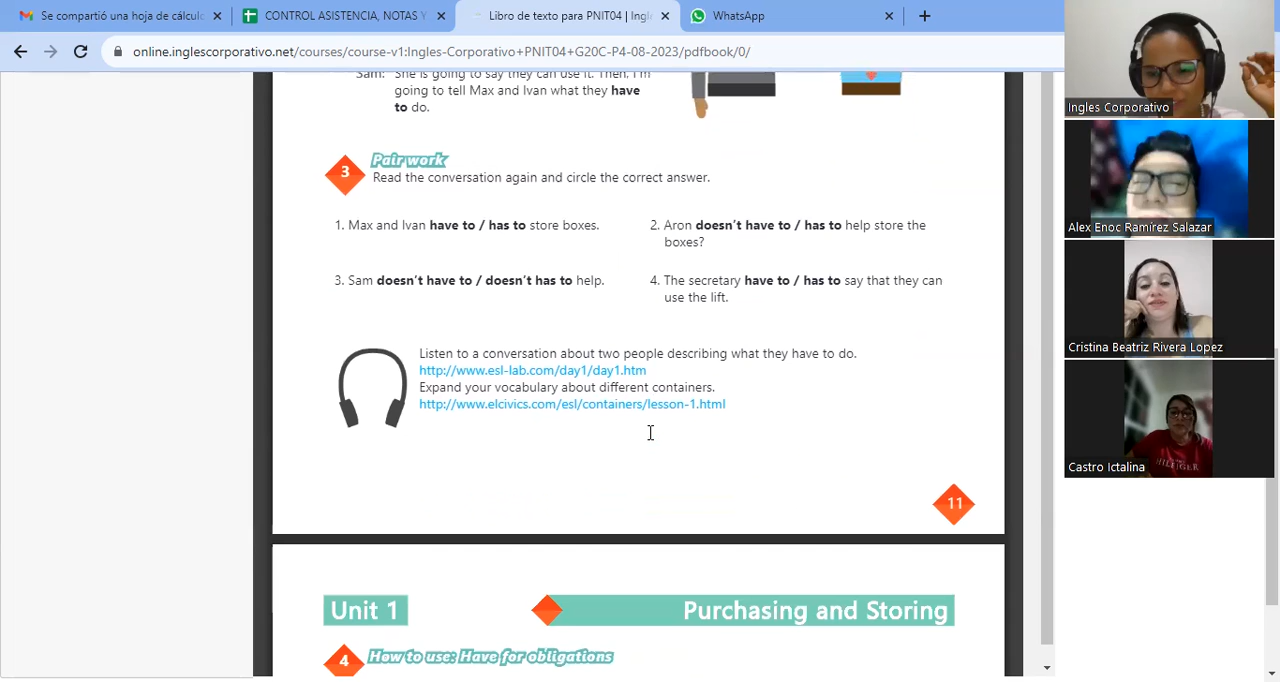 Se compartió una hoja de cálculo
CONTROL ASISTENCIA, NOTAS Y
Libro de texto para PNIT04 | Ingl
WhatsApp
online.inglescorporativo.net/courses/course-v1:Ingles-Corporativo+PNIT04+G20C-P4-08-2023/pdfbook/0/
Sam: She is going to say they can use it. Then, I'm
going to tell Max and Ivan what they have
to do.
3
Pair work
Read the conversation again and circle the correct answer.
1. Max and Ivan have to / has to store boxes.
2. Aron doesn't have to / has to help store the
boxes?
3. Sam doesn't have to / doesn't has to help.
4. The secretary have to / has to say that they can
use the lift.
Listen to a conversation about two people describing what they have to do.
http://www.esl-lab.com/day1/day1.htm
Expand your vocabulary about different containers.
http://www.elcivics.com/esl/containers/lesson-1.html
11
Unit 1
Purchasing and Storing
4
How to use: Have for obligations
Ingles Corporativo
Alex Enoc Ramirez Salazar
Cristina Beatriz Rivera Lopez
Castro Ictalina
HILFIGER